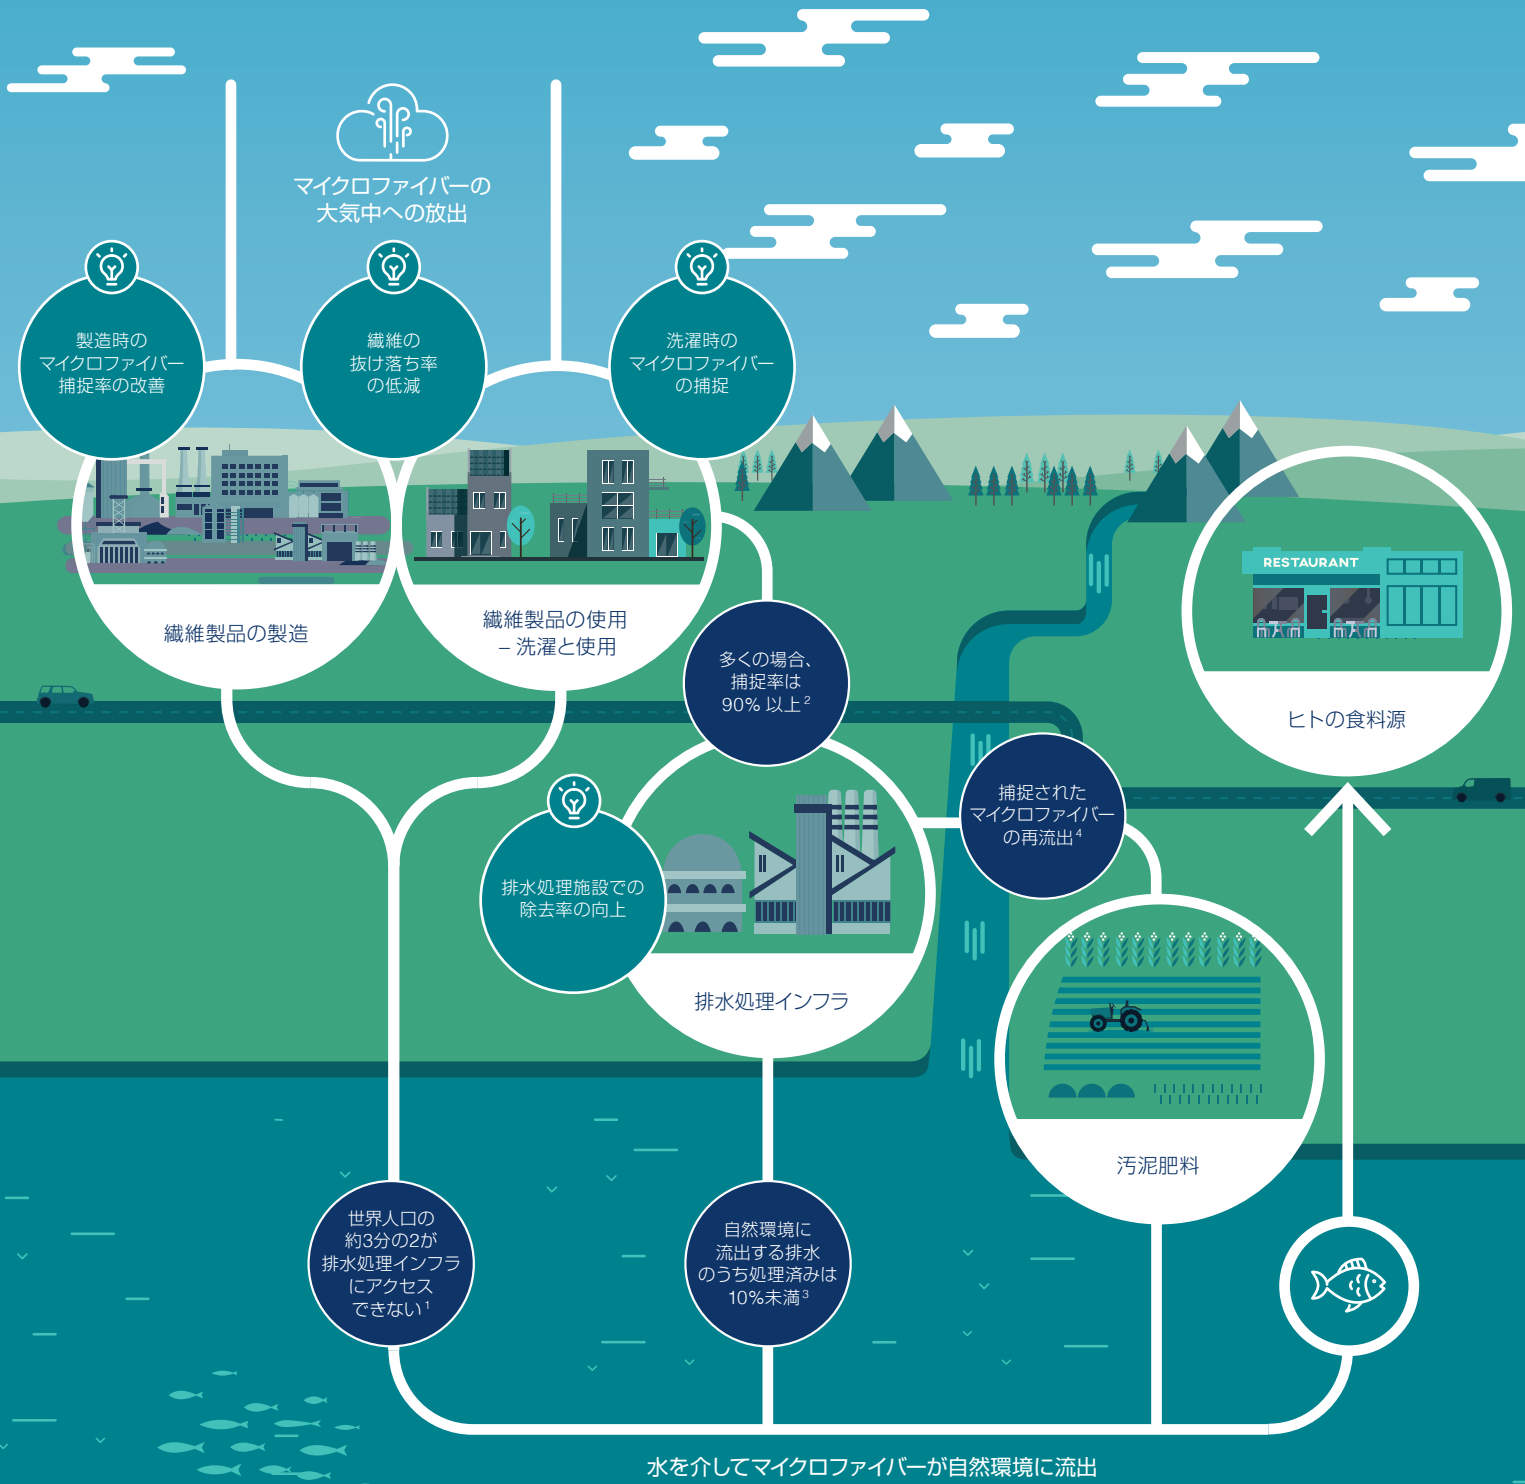 マイクロファイバーの
大気中への放出
製造時の
マイクロファイバー
捕捉率の改善
繊維の
抜け落ち率
の低減
洗濯時の
マイクロファイバー
の捕捉
繊維製品の製造
繊維製品の使用
– 洗濯と使用
多くの場合、
捕捉率は
90% 以上²
RESTAURANT
ヒトの食料源
捕捉された
マイクロファイバー
の再流出⁴
排水処理施設での
除去率の向上
排水処理インフラ
汚泥肥料
世界人口の
約3分の2が
排水処理インフラ
にアクセス
できない¹
自然環境に
流出する排水
のうち処理済みは
10%未満³
水を介してマイクロファイバーが自然環境に流出